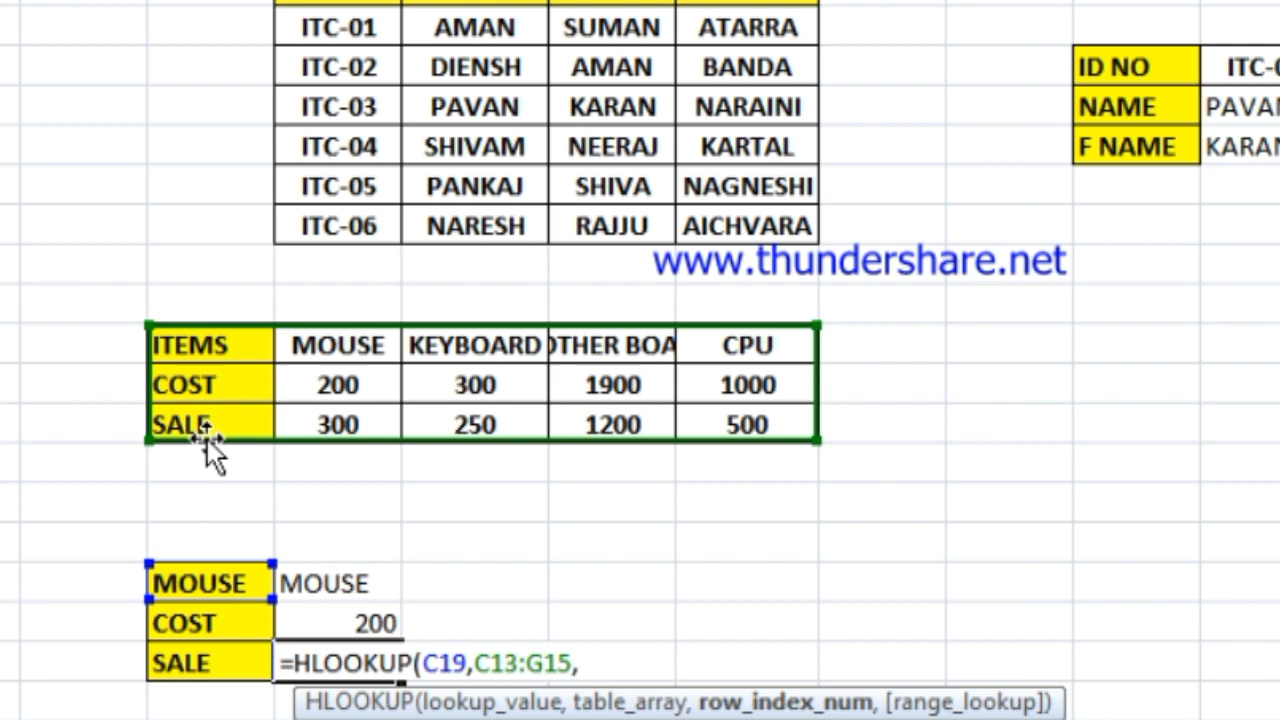 ITC-01 AMAN SUMAN ATARRA
ITC-02 DIENSH AMAN BANDA ID NO
ITC-03 PAVAN KARAN NARAINI NAME
ITC-04 SHIVAM NEERAJ KARTAL F NAME
ITC-05 PANKAJ SHIVA NAGNESHI
ITC-06 NARESH RAJJU AICHVARA
www.thundershare.net
ITEMS MOUSE KEYBOARD OTHER BOA CPU
COST 200 300 1900 1000
SALE 300 250 1200 500
MOUSE MOUSE
COST 200
SALE =HLOOKUP(C19,C13:G15,
HLOOKUP(lookup_value, table_array, row_index_num, [range_lookup])